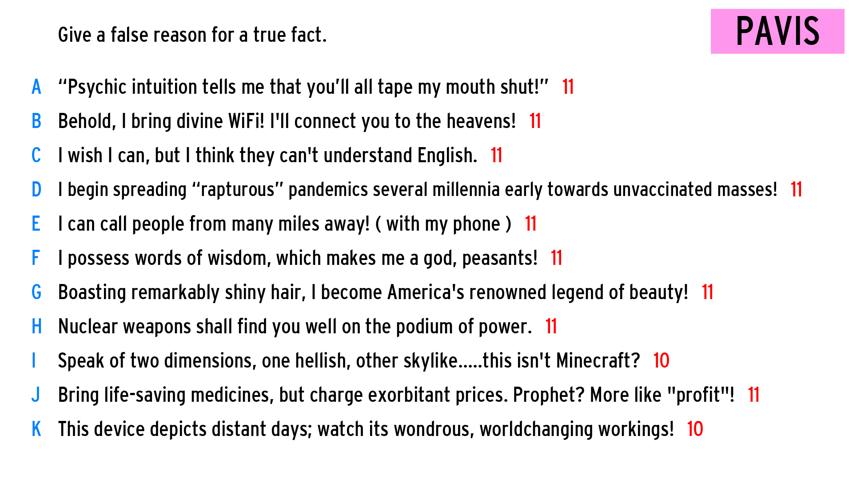 Give a false reason for a true fact.
PAVIS
A “Psychic intuition tells me that you’ll all tape my mouth shut!” 11
B Behold, I bring divine WiFi! I'll connect you to the heavens! 11
C I wish I can, but I think they can't understand English. 11
D I begin spreading “rapturous” pandemics several millennia early towards unvaccinated masses! 11
E I can call people from many miles away! ( with my phone ) 11
F I possess words of wisdom, which makes me a god, peasants! 11
G Boasting remarkably shiny hair, I become America's renowned legend of beauty! 11
H Nuclear weapons shall find you well on the podium of power. 11
I Speak of two dimensions, one hellish, other skylike.....this isn't Minecraft? 10
J Bring life-saving medicines, but charge exorbitant prices. Prophet? More like "profit"! 11
K This device depicts distant days; watch its wondrous, worldchanging workings! 10